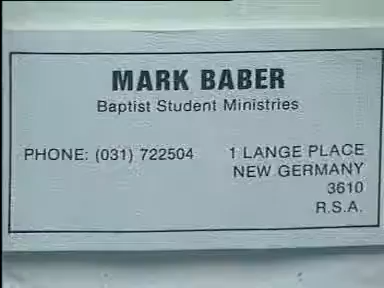 MARK BABER
Baptist Student Ministries
PHONE: (031) 722504
1 LANGE PLACE
NEW GERMANY
3610
R.S.A.